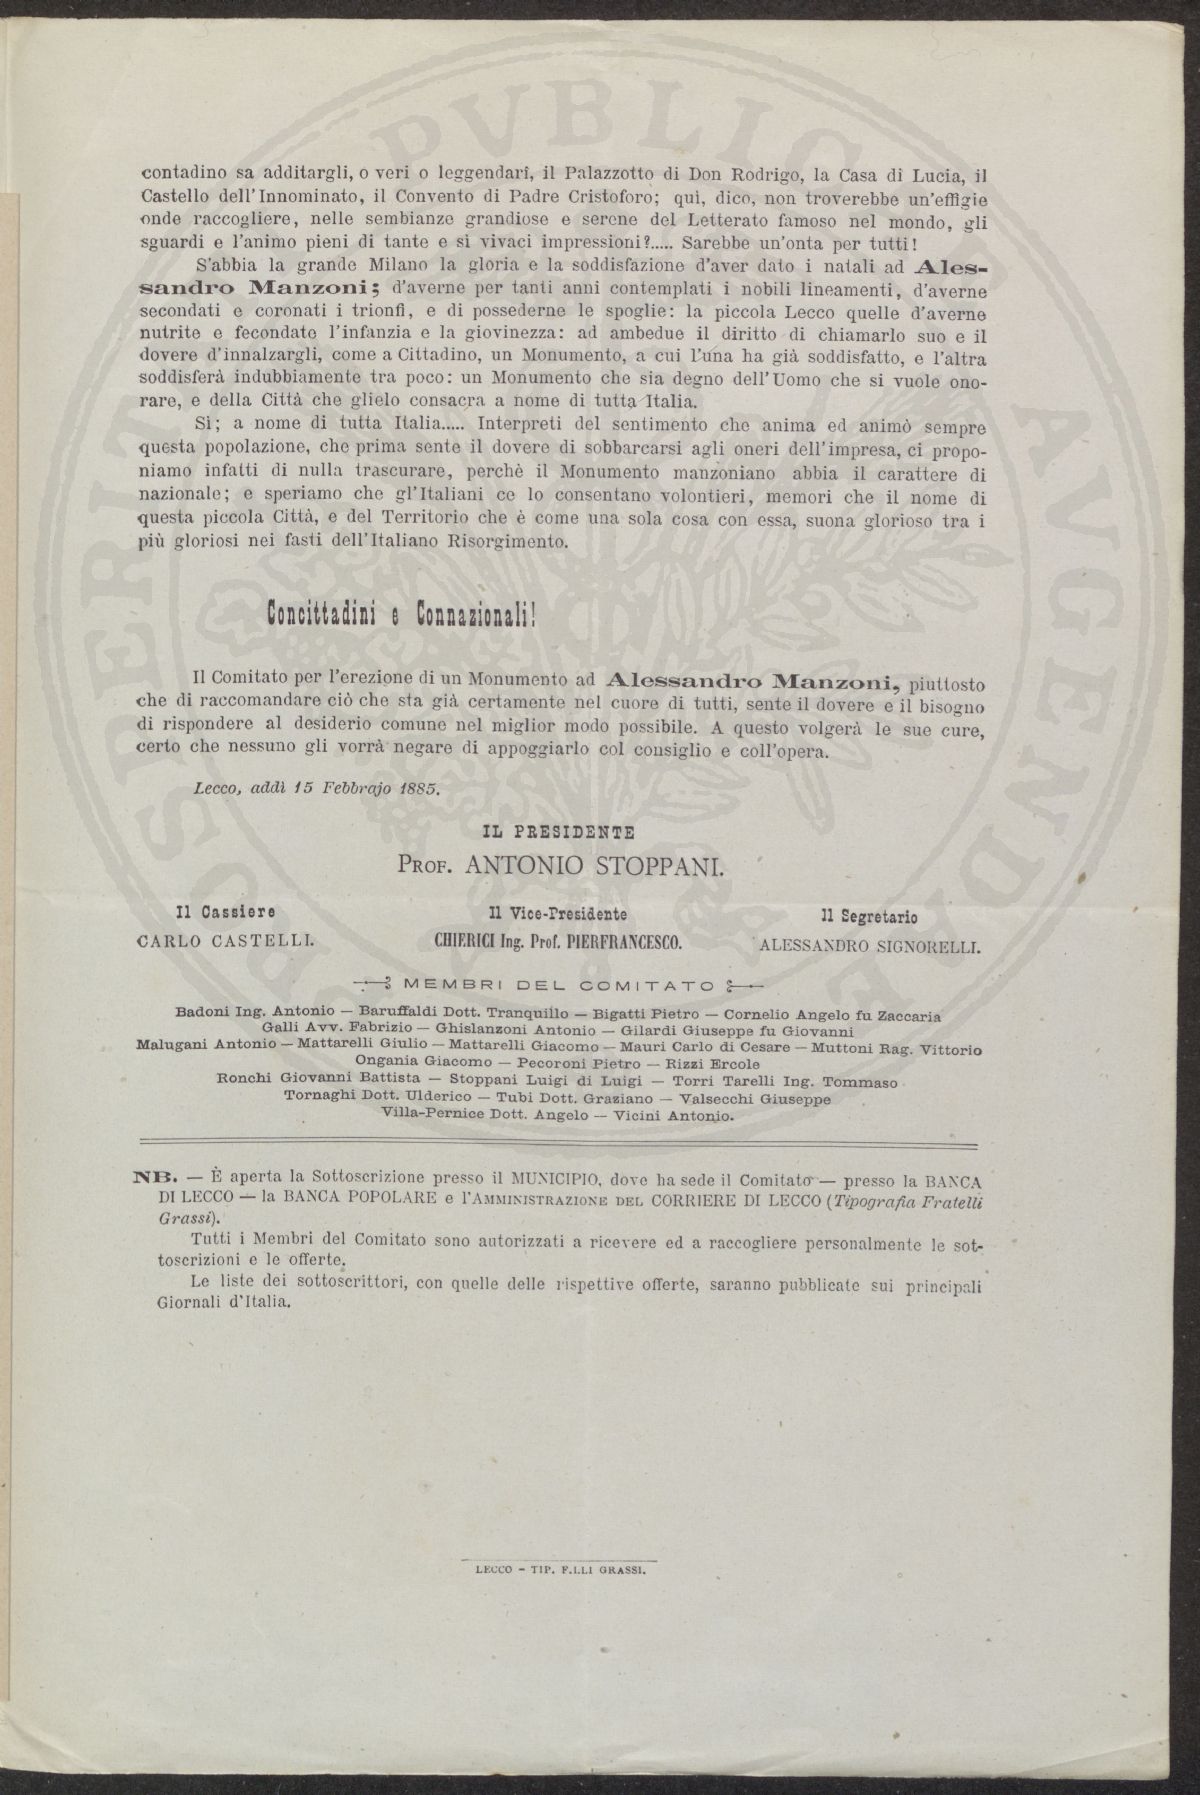 contadino sa additargli, o veri o leggendarî, il Palazzotto di Don Rodrigo, la Casa di Lucia, il
Castello dell'Innominato, il Convento di Padre Cristoforo; qui, dico, non troverebbe un'effigie
onde raccogliere, nelle sembianze grandiose e serene del Letterato famoso nel mondo, gli
sguardi e l'animo pieni di tante e sì vivaci impressioni?..... Sarebbe un'onta per tutti!
S'abbia la grande Milano la gloria e la soddisfazione d'aver dato i natali ad Ales-
sandro Manzoni; d'averne per tanti anni contemplati i nobili lineamenti, d'averne
secondati e coronati i trionfi, e di possederne le spoglie: la piccola Lecco quelle d'averne
nutrite e fecondate l'infanzia e la giovinezza: ad ambedue il diritto di chiamarlo suo e il
dovere d'innalzargli, come a Cittadino, un Monumento, a cui l'una ha già soddisfatto, e l'altra
soddisferà indubbiamente tra poco: un Monumento che sia degno dell'Uomo che si vuole ono-
rare, e della Città che glielo consacra a nome di tutta Italia.
Sì; a nome di tutta Italia..... Interpreti del sentimento che anima ed animò sempre
questa popolazione, che prima sente il dovere di sobbarcarsi agli oneri dell'impresa, ci propo-
niamo infatti di nulla trascurare, perchè il Monumento manzoniano abbia il carattere di
nazionale; e speriamo che gl'Italiani ce lo consentano volontieri, memori che il nome di
questa piccola Città, e del Territorio che è come una sola cosa con essa, suona glorioso tra i
più gloriosi nei fasti dell'Italiano Risorgimento.
Concittadini e Connazionali!
Il Comitato per l'erezione di un Monumento ad Alessandro Manzoni, piuttosto
che di raccomandare ciò che sta già certamente nel cuore di tutti, sente il dovere e il bisogno
di rispondere al desiderio comune nel miglior modo possibile. A questo volgerà le sue cure,
certo che nessuno gli vorrà negare di appoggiarlo col consiglio e coll'opera.
Lecco, addì 15 Febbrajo 1885.
IL PRESIDENTE
PROF. ANTONIO STOPPANI.
Il Cassiere Il Vice-Presidente Il Segretario
CARLO CASTELLI. CHIERICI Ing. Prof. PIERFRANCESCO. ALESSANDRO SIGNORELLI.
MEMBRI DEL COMITATO
Badoni Ing. Antonio — Baruffaldi Dott. Tranquillo — Bigatti Pietro — Cornelio Angelo fu Zaccaria
Galli Avv. Fabrizio — Ghislanzoni Antonio — Gilardi Giuseppe fu Giovanni
Malugani Antonio — Mattarelli Giulio — Mattarelli Giacomo — Mauri Carlo di Cesare — Muttoni Rag. Vittorio
Ongania Giacomo — Pecoroni Pietro — Rizzi Ercole
Ronchi Giovanni Battista — Stoppani Luigi di Luigi — Torri Tarelli Ing. Tommaso
Tornaghi Dott. Ulderico — Tubi Dott. Graziano — Valsecchi Giuseppe
Villa-Pernice Dott. Angelo — Vicini Antonio.
NB. — È aperta la Sottoscrizione presso il MUNICIPIO, dove ha sede il Comitato — presso la BANCA
DI LECCO — la BANCA POPOLARE e l'AMMINISTRAZIONE DEL CORRIERE DI LECCO (Tipografia Fratelli
Grassi).
Tutti i Membri del Comitato sono autorizzati a ricevere ed a raccogliere personalmente le sot-
toscrizioni e le offerte.
Le liste dei sottoscrittori, con quelle delle rispettive offerte, saranno pubblicate sui principali
Giornali d'Italia.
LECCO - TIP. F.LLI GRASSI.